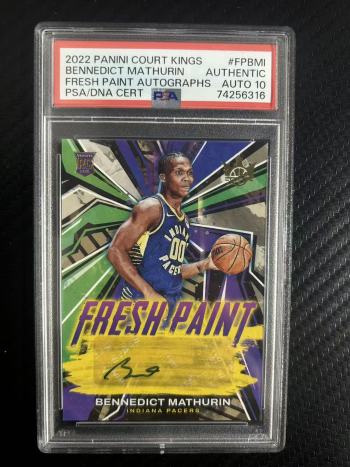 2022 PANINI COURT KINGS #FPBMI
BENNEDICT MATHURIN AUTHENTIC
FRESH PAINT AUTOGRAPHS AUTO 10
PSA/DNA CERT PSA 74256316
RC
INDIANA
00
PACERS
FRESH PAINT
BENNEDICT MATHURIN
INDIANA PACERS